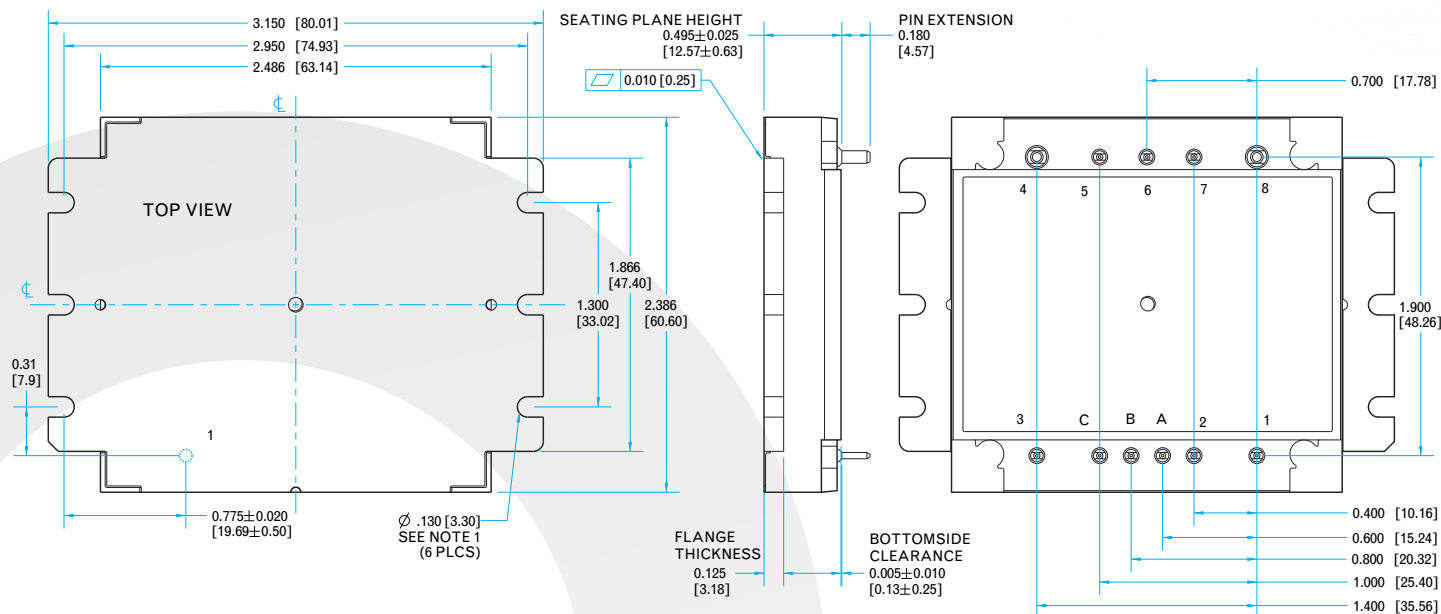 3.150 [80.01]
2.950 [74.93]
2.486 [63.14]
℄
TOP VIEW
℄
1.866
[47.40]
1.300
[33.02]
2.386
[60.60]
0.31
[7.9]
1
0.775±0.020
[19.69±0.50]
Ø .130 [3.30]
SEE NOTE 1
(6 PLCS)
SEATING PLANE HEIGHT
0.495±0.025
[12.57±0.63]
PIN EXTENSION
0.180
[4.57]
0.010 [0.25]
FLANGE
THICKNESS
0.125
[3.18]
BOTTOMSIDE
CLEARANCE
0.005±0.010
[0.13±0.25]
0.700 [17.78]
4 5 6 7 8
1.900
[48.26]
3 C B A 2 1
0.400 [10.16]
0.600 [15.24]
0.800 [20.32]
1.000 [25.40]
1.400 [35.56]